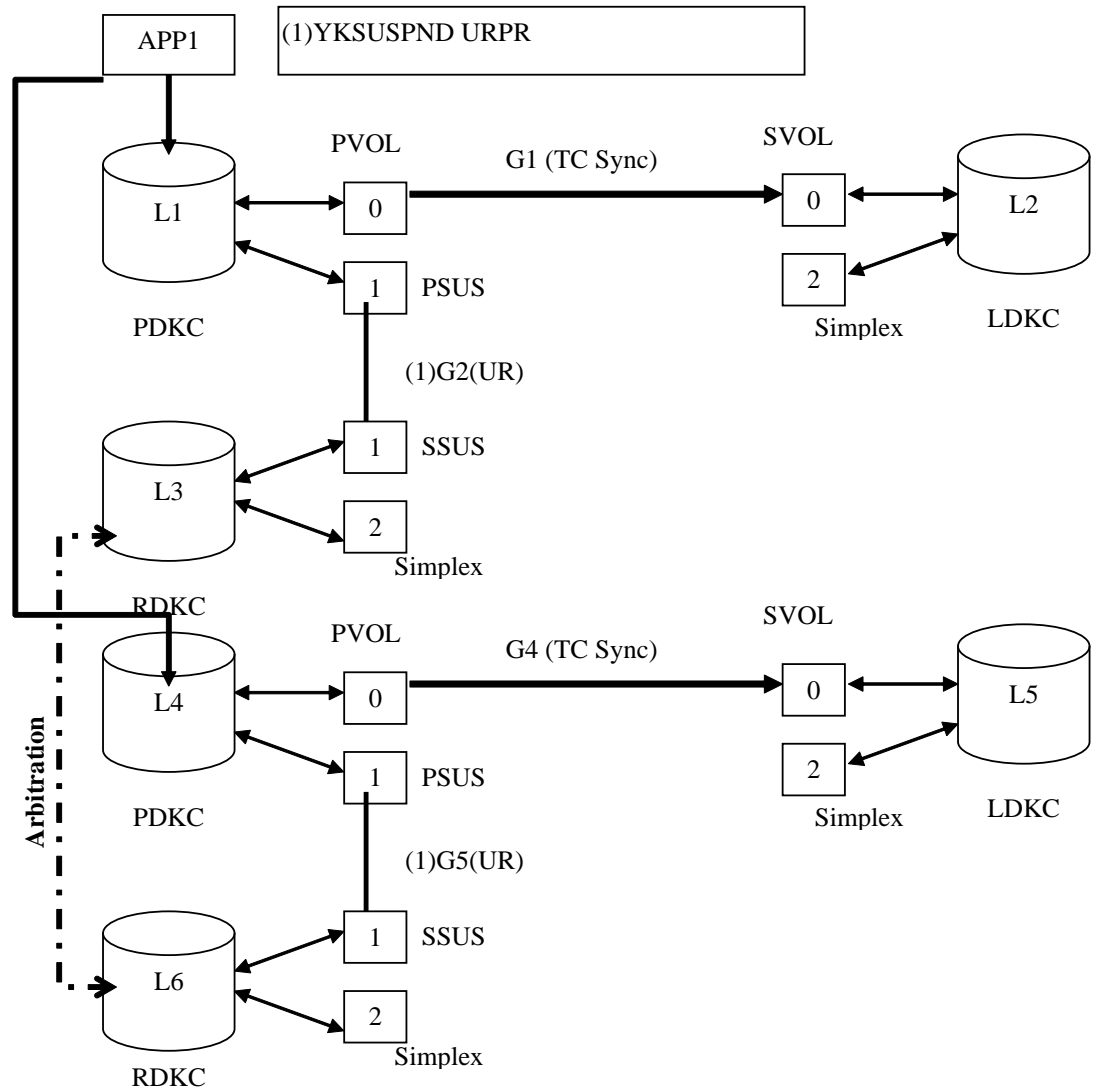 APP1
(1)YKSUSPND URPR
PVOL
G1 (TC Sync)
SVOL
L1
0
0
L2
1
PSUS
2
PDKC
Simplex
LDKC
(1)G2(UR)
1
SSUS
L3
2
Simplex
RDKC
PVOL
G4 (TC Sync)
SVOL
L4
0
0
L5
Arbitration
1
PSUS
2
PDKC
Simplex
LDKC
(1)G5(UR)
1
SSUS
L6
2
Simplex
RDKC